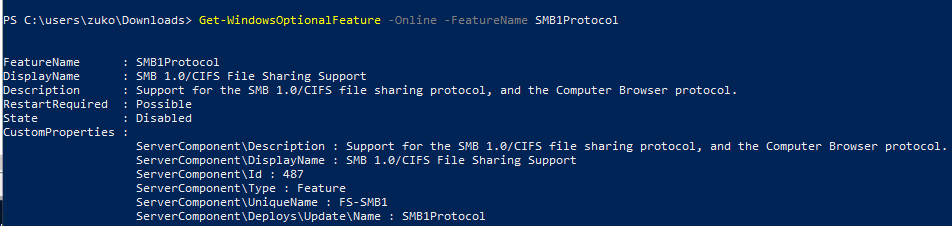 PS C:\users\zuko\Downloads> Get-WindowsOptionalFeature -Online -FeatureName SMB1Protocol
FeatureName      : SMB1Protocol
DisplayName      : SMB 1.0/CIFS File Sharing Support
Description      : Support for the SMB 1.0/CIFS file sharing protocol, and the Computer Browser protocol.
RestartRequired  : Possible
State            : Disabled
CustomProperties :
                   ServerComponent\Description : Support for the SMB 1.0/CIFS file sharing protocol, and the Computer Browser protocol.
                   ServerComponent\DisplayName : SMB 1.0/CIFS File Sharing Support
                   ServerComponent\Id : 487
                   ServerComponent\Type : Feature
                   ServerComponent\UniqueName : FS-SMB1
                   ServerComponent\Deploys\Update\Name : SMB1Protocol